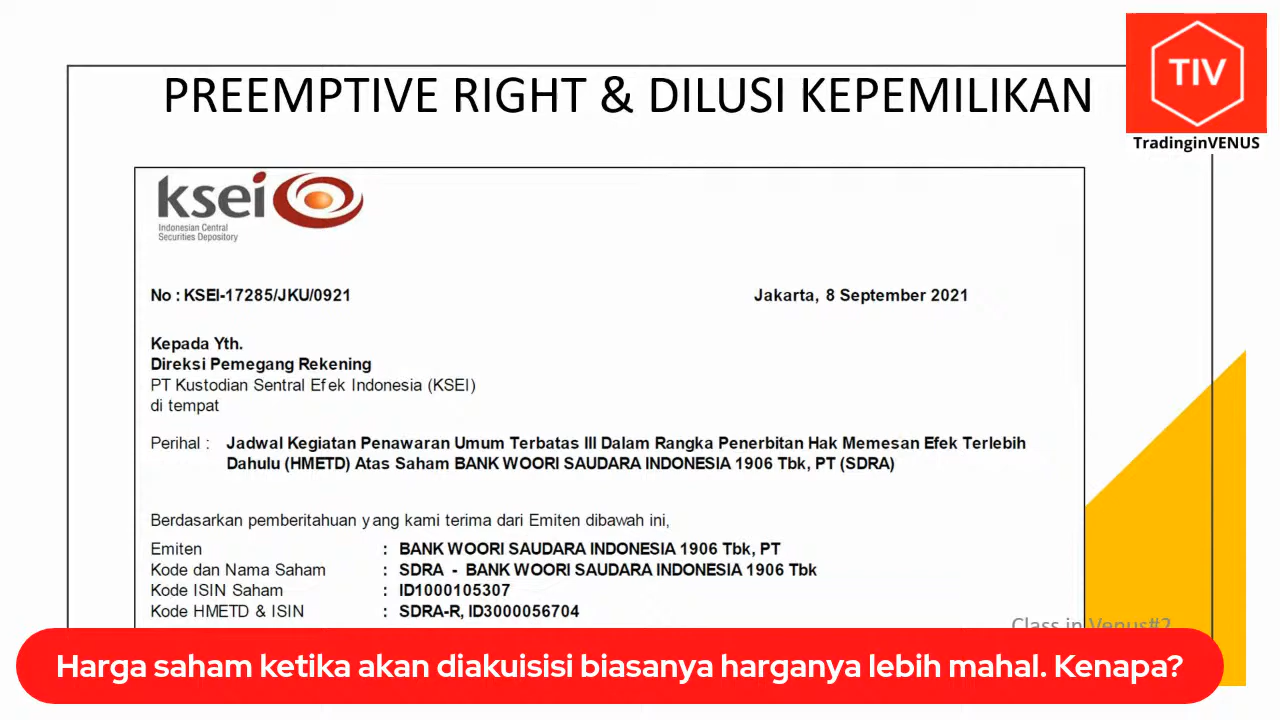 PREEMPTIVE RIGHT & DILUSI KEPEMILIKAN
TIV
TradinginVENUS
ksei
Indonesian Central
Securities Depository
No : KSEI-17285/JKU/0921
Jakarta, 8 September 2021
Kepada Yth.
Direksi Pemegang Rekening
PT Kustodian Sentral Efek Indonesia (KSEI)
di tempat
Perihal : Jadwal Kegiatan Penawaran Umum Terbatas III Dalam Rangka Penerbitan Hak Memesan Efek Terlebih
Dahulu (HMETD) Atas Saham BANK WOORI SAUDARA INDONESIA 1906 Tbk, PT (SDRA)
Berdasarkan pemberitahuan yang kami terima dari Emiten dibawah ini,
Emiten : BANK WOORI SAUDARA INDONESIA 1906 Tbk, PT
Kode dan Nama Saham : SDRA - BANK WOORI SAUDARA INDONESIA 1906 Tbk
Kode ISIN Saham : ID1000105307
Kode HMETD & ISIN : SDRA-R, ID3000056704
Class in Venus#2
Harga saham ketika akan diakuisisi biasanya harganya lebih mahal. Kenapa?